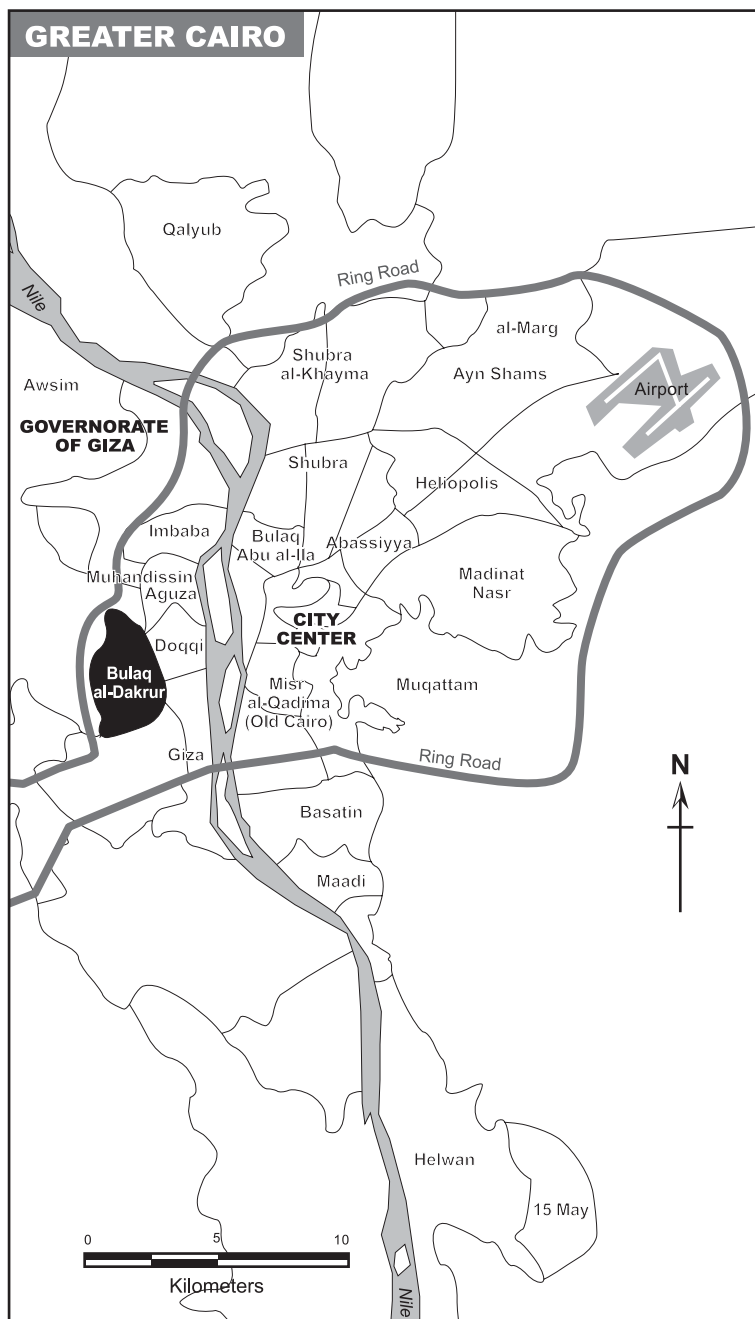 GREATER CAIRO
Qalyub
Nile
Ring Road
al-Marg
Shubra
al-Khayma
Ayn Shams
Airport
Awsim
GOVERNORATE
OF GIZA
Shubra
Heliopolis
Imbaba
Bulaq
Abu al-Ila
Abassiyya
Muhandissin
Aguza
Madinat
Nasr
CITY
CENTER
Doqqi
Bulaq
al-Dakrur
Misr
al-Qadima
(Old Cairo)
Muqattam
Giza
Ring Road
N
Basatin
Maadi
Helwan
15 May
0 5 10
Kilometers
Nile